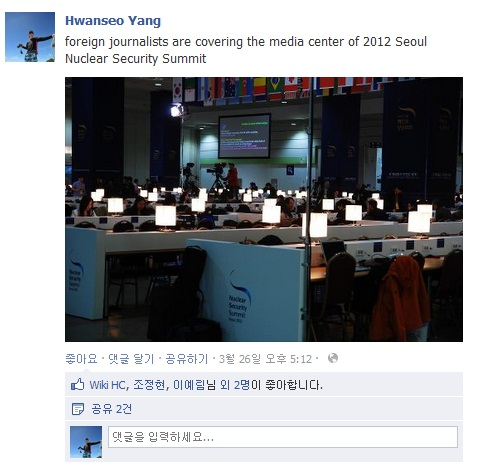 Hwanseo Yang
foreign journalists are covering the media center of 2012 Seoul
Nuclear Security Summit
Nuclear
Security
Summit
좋아요 · 댓글 달기 · 공유하기 · 3월 26일 오후 5:12 ·
Wiki HC, 조정현, 이예림님 외 2명이 좋아합니다.
공유 2건
댓글을 입력하세요...